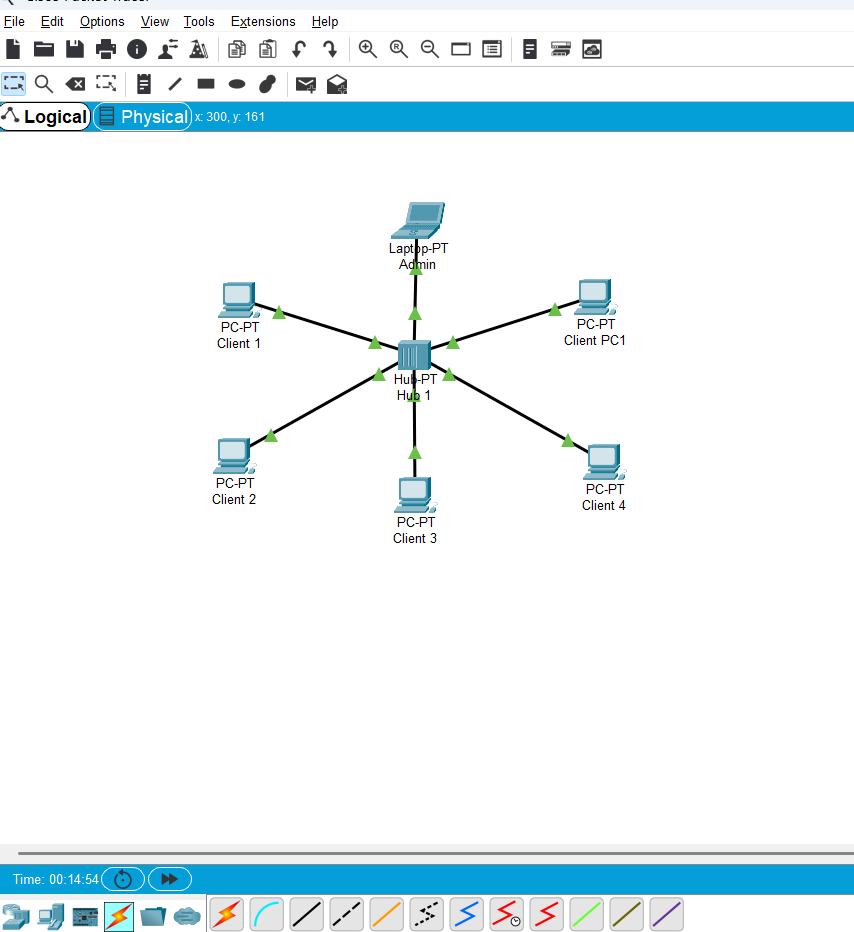 File Edit Options View Tools Extensions Help
Logical Physical x: 300, y: 161
Laptop-PT
Admin
PC-PT
Client 1
PC-PT
Client PC1
Hub-PT
Hub 1
PC-PT
Client 2
PC-PT
Client 4
PC-PT
Client 3
Time: 00:14:54